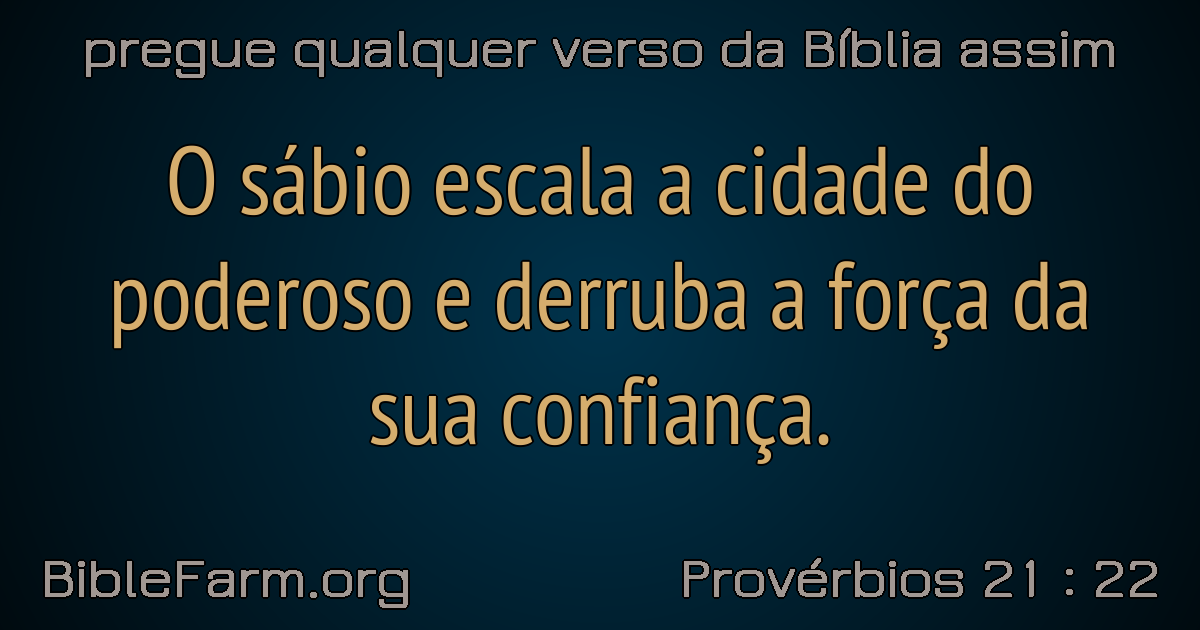 pregue qualquer verso da Bíblia assim
O sábio escala a cidade do
poderoso e derruba a força da
sua confiança.
BibleFarm.org
Provérbios 21 : 22